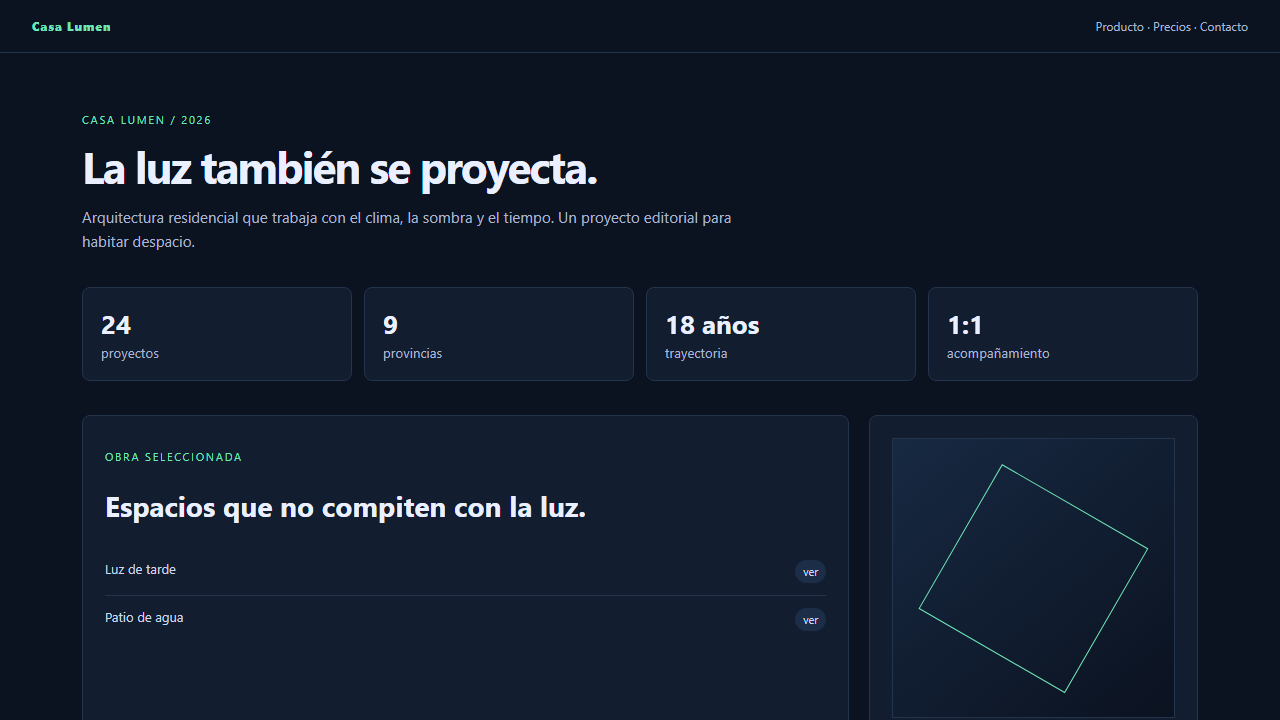 Casa Lumen
Producto · Precios · Contacto
CASA LUMEN / 2026
La luz también se proyecta.
Arquitectura residencial que trabaja con el clima, la sombra y el tiempo. Un proyecto editorial para
habitar despacio.
24
proyectos
9
provincias
18 años
trayectoria
1:1
acompañamiento
OBRA SELECCIONADA
Espacios que no compiten con la luz.
Luz de tarde
ver
Patio de agua
ver